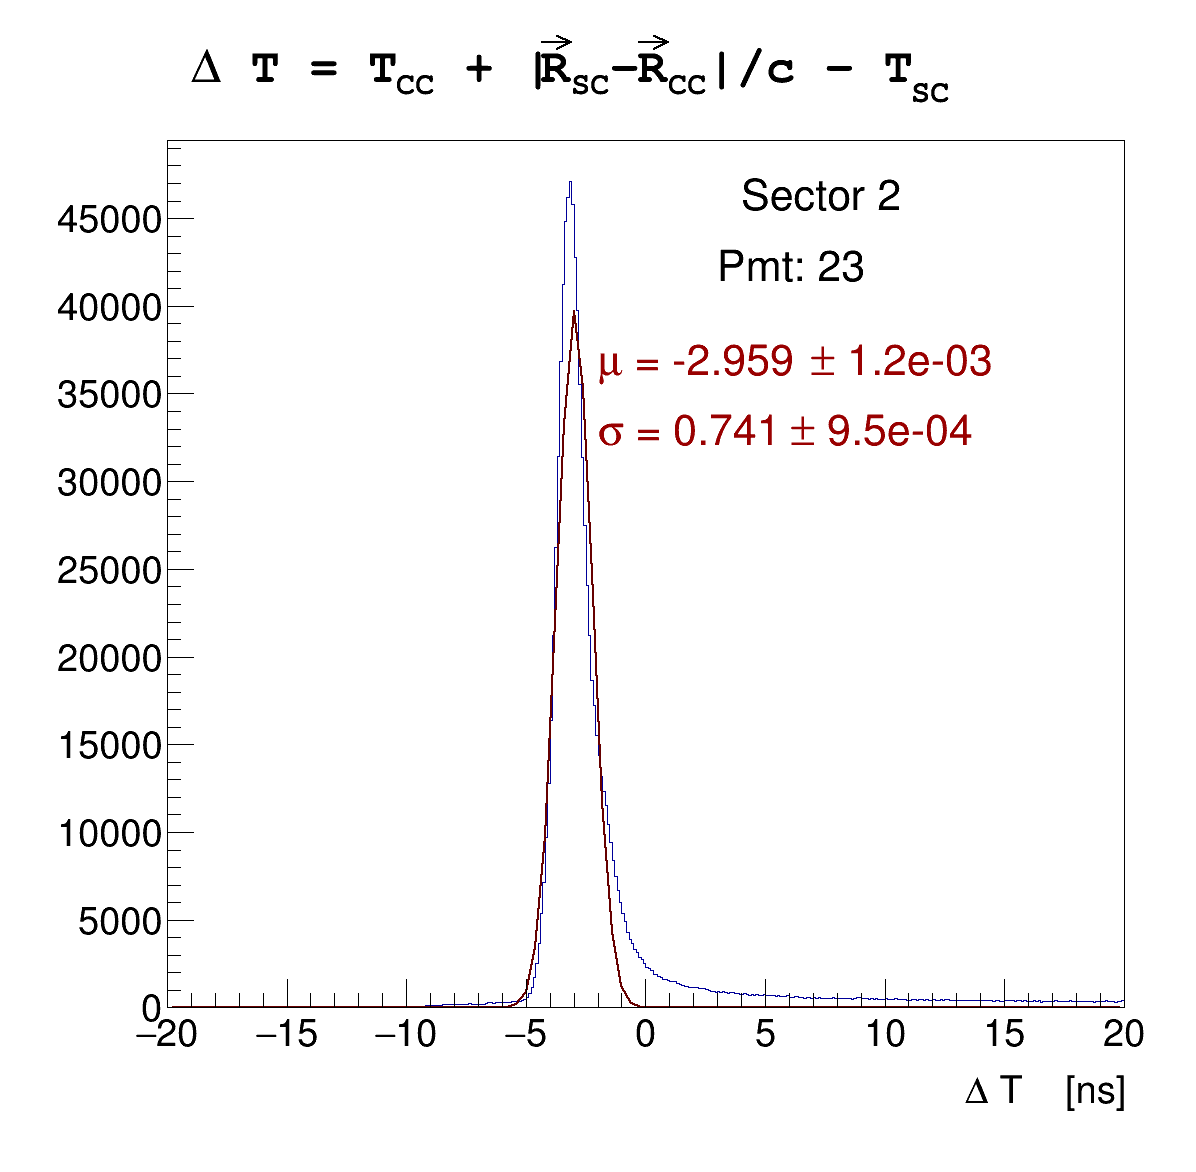 Δ T = T_CC + |R⃗_SC-R⃗_CC|/c - T_SC
Sector 2
Pmt: 23
μ = -2.959 ± 1.2e-03
σ = 0.741 ± 9.5e-04
45000
40000
35000
30000
25000
20000
15000
10000
5000
0
−20 −15 −10 −5 0 5 10 15 20
Δ T [ns]